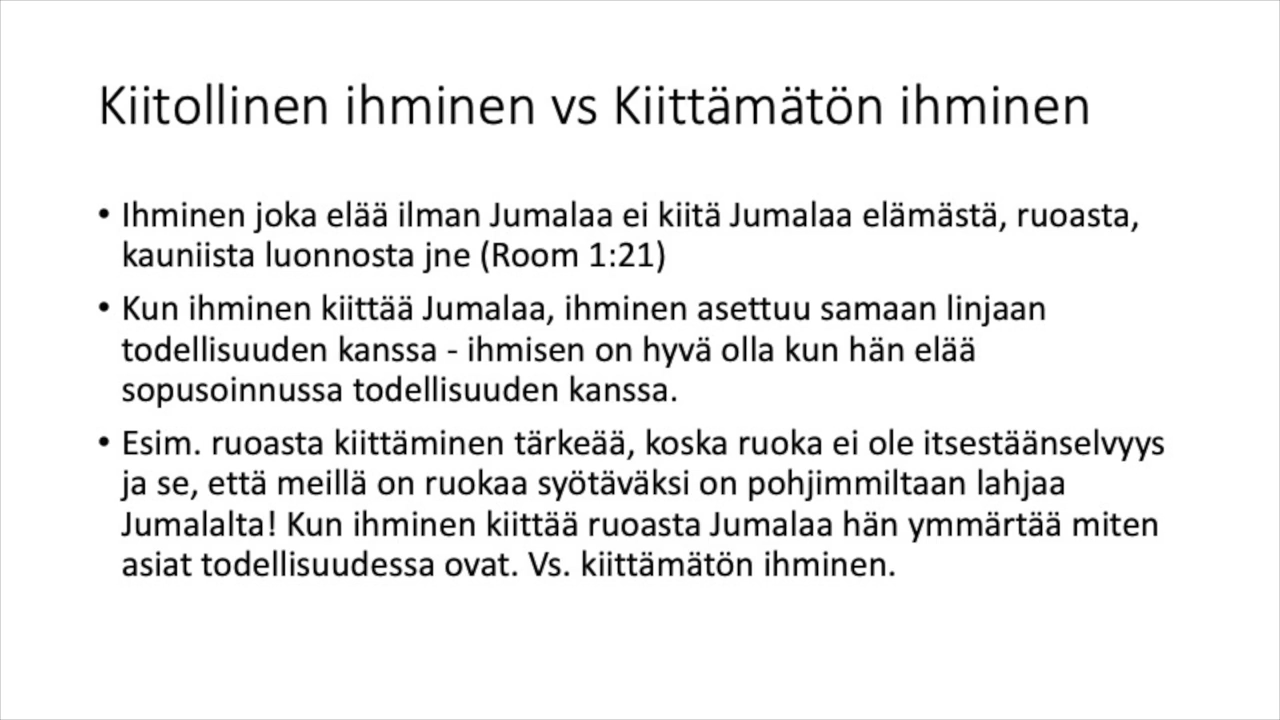 Kiitollinen ihminen vs Kiittämätön ihminen
• Ihminen joka elää ilman Jumalaa ei kiitä Jumalaa elämästä, ruoasta,
kauniista luonnosta jne (Room 1:21)
• Kun ihminen kiittää Jumalaa, ihminen asettuu samaan linjaan
todellisuuden kanssa - ihmisen on hyvä olla kun hän elää
sopusoinnussa todellisuuden kanssa.
• Esim. ruoasta kiittäminen tärkeää, koska ruoka ei ole itsestäänselvyys
ja se, että meillä on ruokaa syötäväksi on pohjimmiltaan lahjaa
Jumalalta! Kun ihminen kiittää ruoasta Jumalaa hän ymmärtää miten
asiat todellisuudessa ovat. Vs. kiittämätön ihminen.